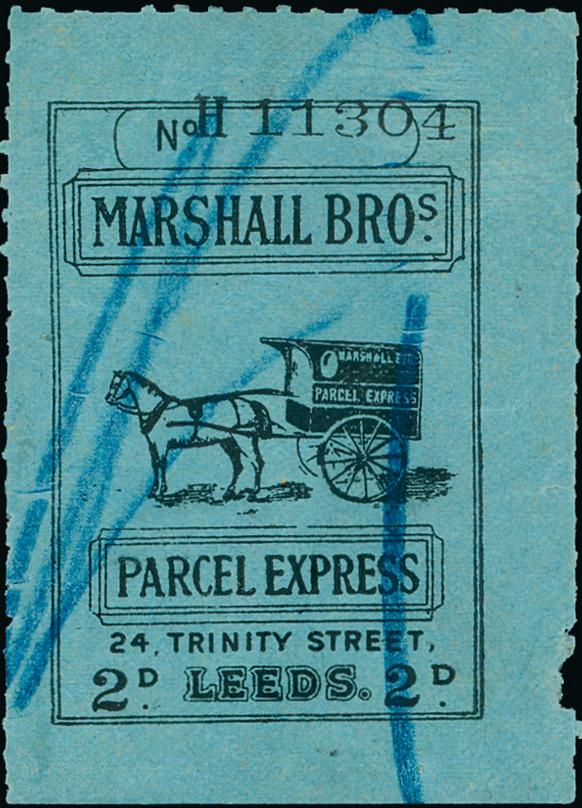 No H 11304
MARSHALL BROS.
MARSHALL BROS
PARCEL EXPRESS
PARCEL EXPRESS
24, TRINITY STREET,
2D. LEEDS. 2D.